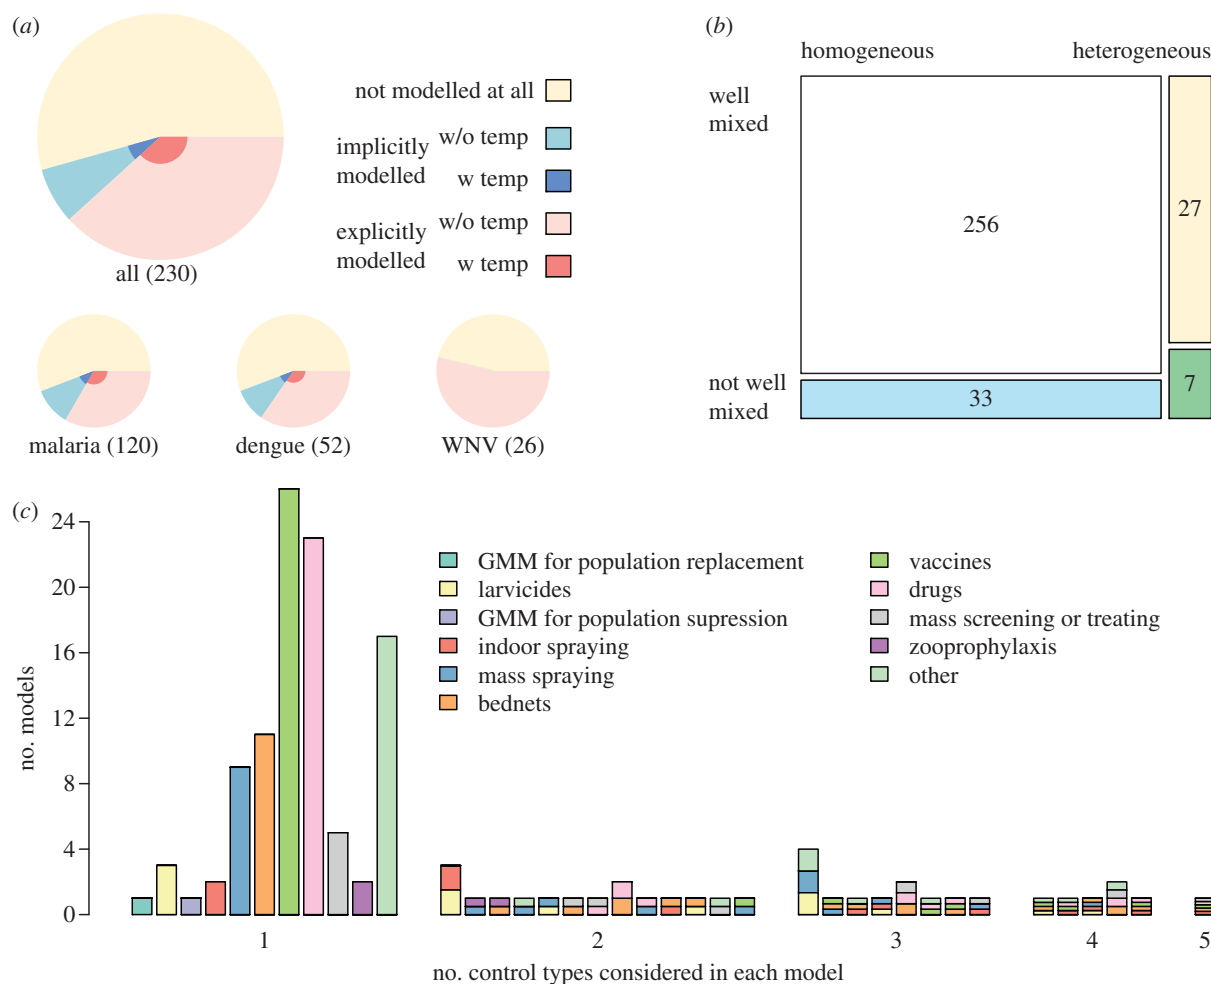 (a)
not modelled at all
implicitly modelled
w/o temp
w temp
explicitly modelled
w/o temp
w temp
all (230)
malaria (120)
dengue (52)
WNV (26)
(b)
homogeneous
heterogeneous
well
mixed
256
27
not well
mixed
33
7
(c)
24
20
16
12
8
4
0
no. models
GMM for population replacement
larvicides
GMM for population supression
indoor spraying
mass spraying
bednets
vaccines
drugs
mass screening or treating
zooprophylaxis
other
1
2
3
4
5
no. control types considered in each model